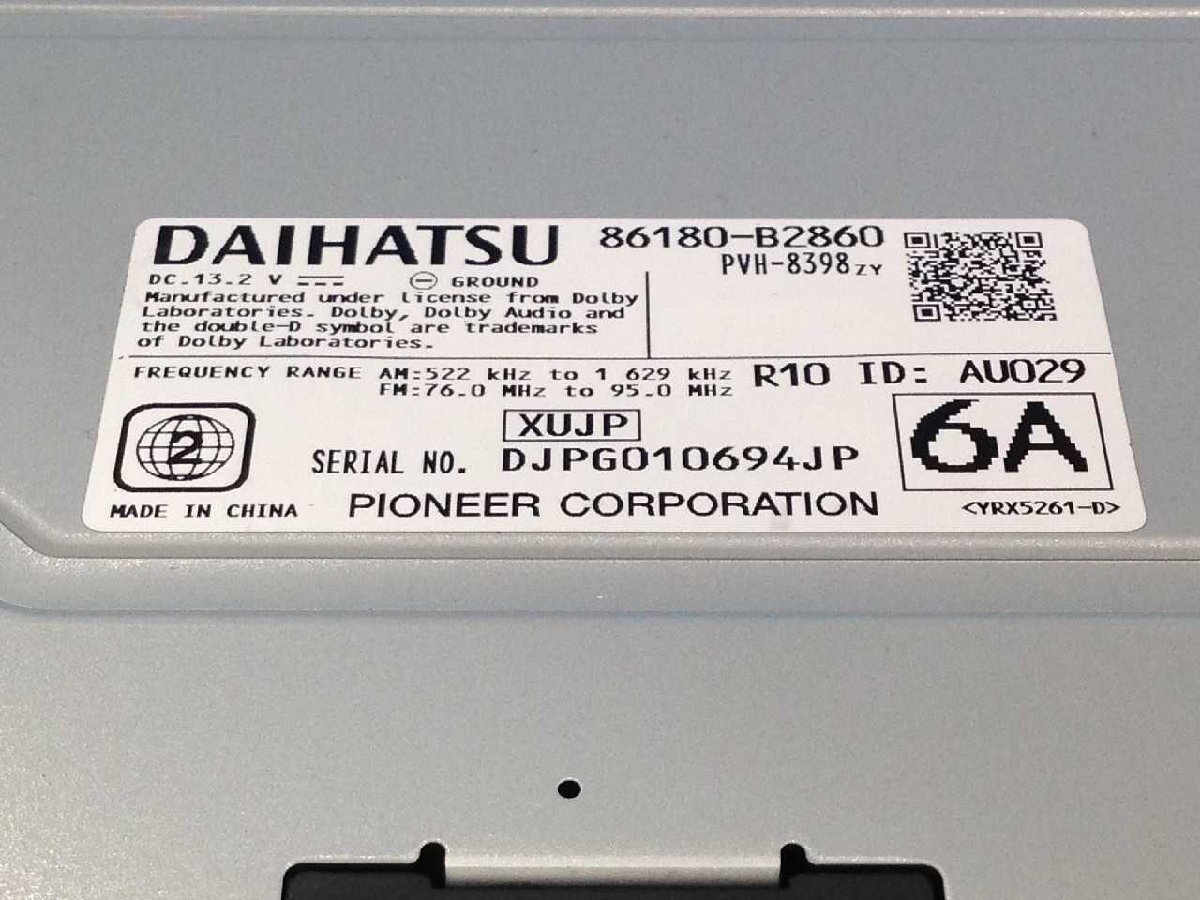 DAIHATSU 86180-B2860
PVH-8398ZY
DC.13.2 V GROUND
Manufactured under license from Dolby
Laboratories. Dolby, Dolby Audio and
the double-D symbol are trademarks
of Dolby Laboratories.
FREQUENCY RANGE AM:522 kHz to 1 629 kHz R10 ID: AU029
FM:76.0 MHz to 95.0 MHz
2 XUJP 6A
SERIAL NO. DJPG010694JP
MADE IN CHINA PIONEER CORPORATION <YRX5261-D>